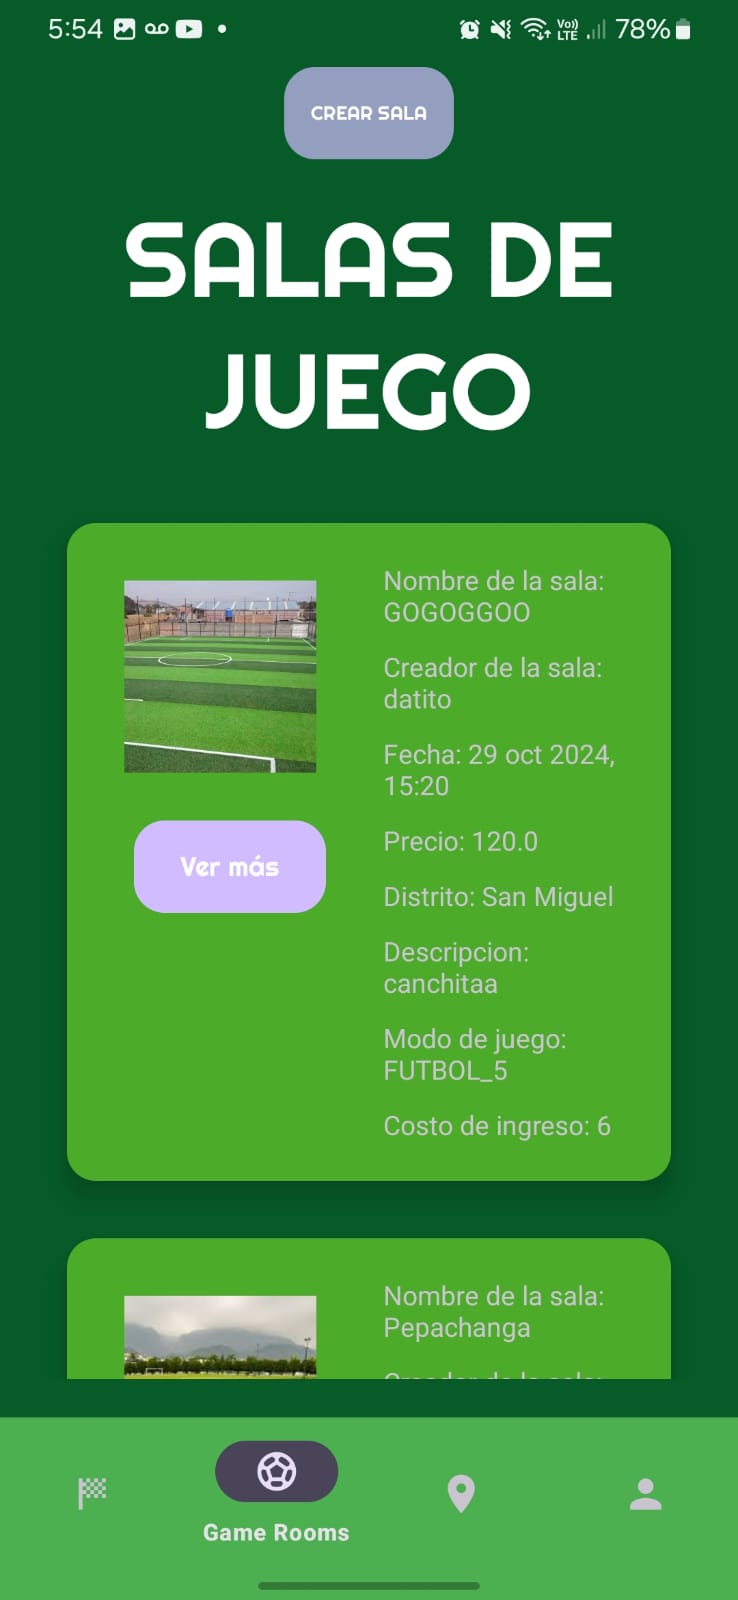 5:54
Vo))
LTE
78%
CREAR SALA
SALAS DE
JUEGO
Nombre de la sala:
GOGOGGOO
Creador de la sala:
datito
Fecha: 29 oct 2024,
15:20
Precio: 120.0
Distrito: San Miguel
Descripcion:
canchitaa
Modo de juego:
FUTBOL_5
Costo de ingreso: 6
Ver más
Nombre de la sala:
Pepachanga
Game Rooms